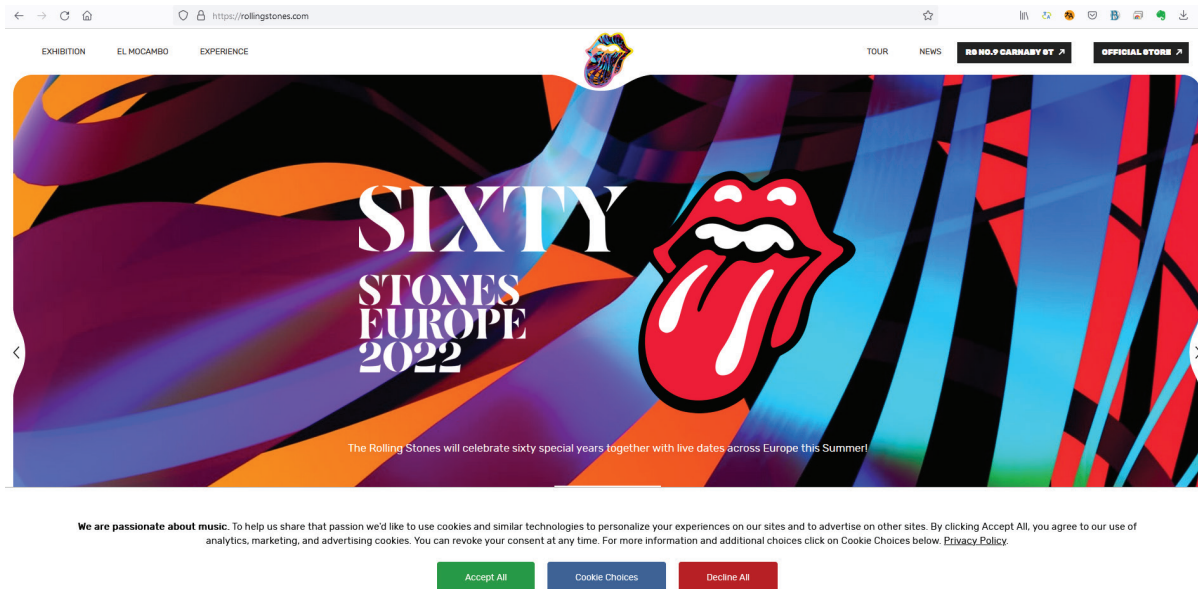 https://rollingstones.com
EXHIBITION EL MOCAMBO EXPERIENCE TOUR NEWS RS NO.9 CARNABY ST ↗ OFFICIAL STORE ↗
SIXTY
STONES
EUROPE
2022
The Rolling Stones will celebrate sixty special years together with live dates across Europe this Summer!
We are passionate about music. To help us share that passion we'd like to use cookies and similar technologies to personalize your experiences on our sites and to advertise on other sites. By clicking Accept All, you agree to our use of
analytics, marketing, and advertising cookies. You can revoke your consent at any time. For more information and additional choices click on Cookie Choices below. Privacy Policy.
Accept All Cookie Choices Decline All